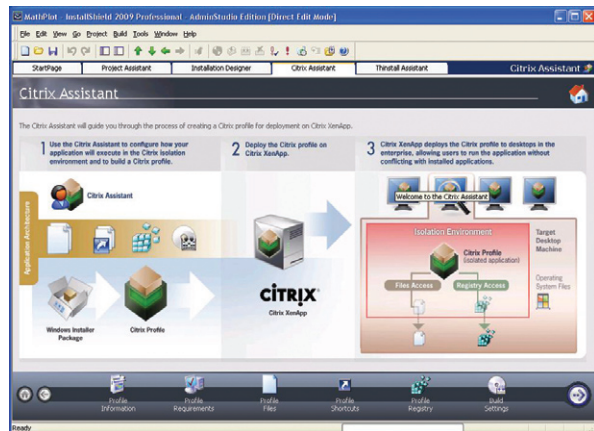 MathPlot - InstallShield 2009 Professional - AdminStudio Edition [Direct Edit Mode]
File Edit View Go Project Build Tools Window Help
StartPage Project Assistant Installation Designer Citrix Assistant Thinstall Assistant Citrix Assistant
Citrix Assistant
The Citrix Assistant will guide you through the process of creating a Citrix profile for deployment on Citrix XenApp.
1 Use the Citrix Assistant to configure how your
application will execute in the Citrix isolation
environment and to build a Citrix profile.
2 Deploy the Citrix profile on
Citrix XenApp.
3 Citrix XenApp deploys the Citrix profile to desktops in the
enterprise, allowing users to run the application without
conflicting with installed applications.
Application Architecture
Citrix Assistant
Windows Installer
Package
Citrix Profile
CITRIX
Citrix XenApp
Welcome to the Citrix Assistant
Isolation Environment
Citrix Profile
(isolated application)
Files Access
Registry Access
Target
Desktop
Machine
Operating
System Files
Profile
Information
Profile
Requirements
Profile
Files
Profile
Shortcuts
Profile
Registry
Build
Settings
Ready